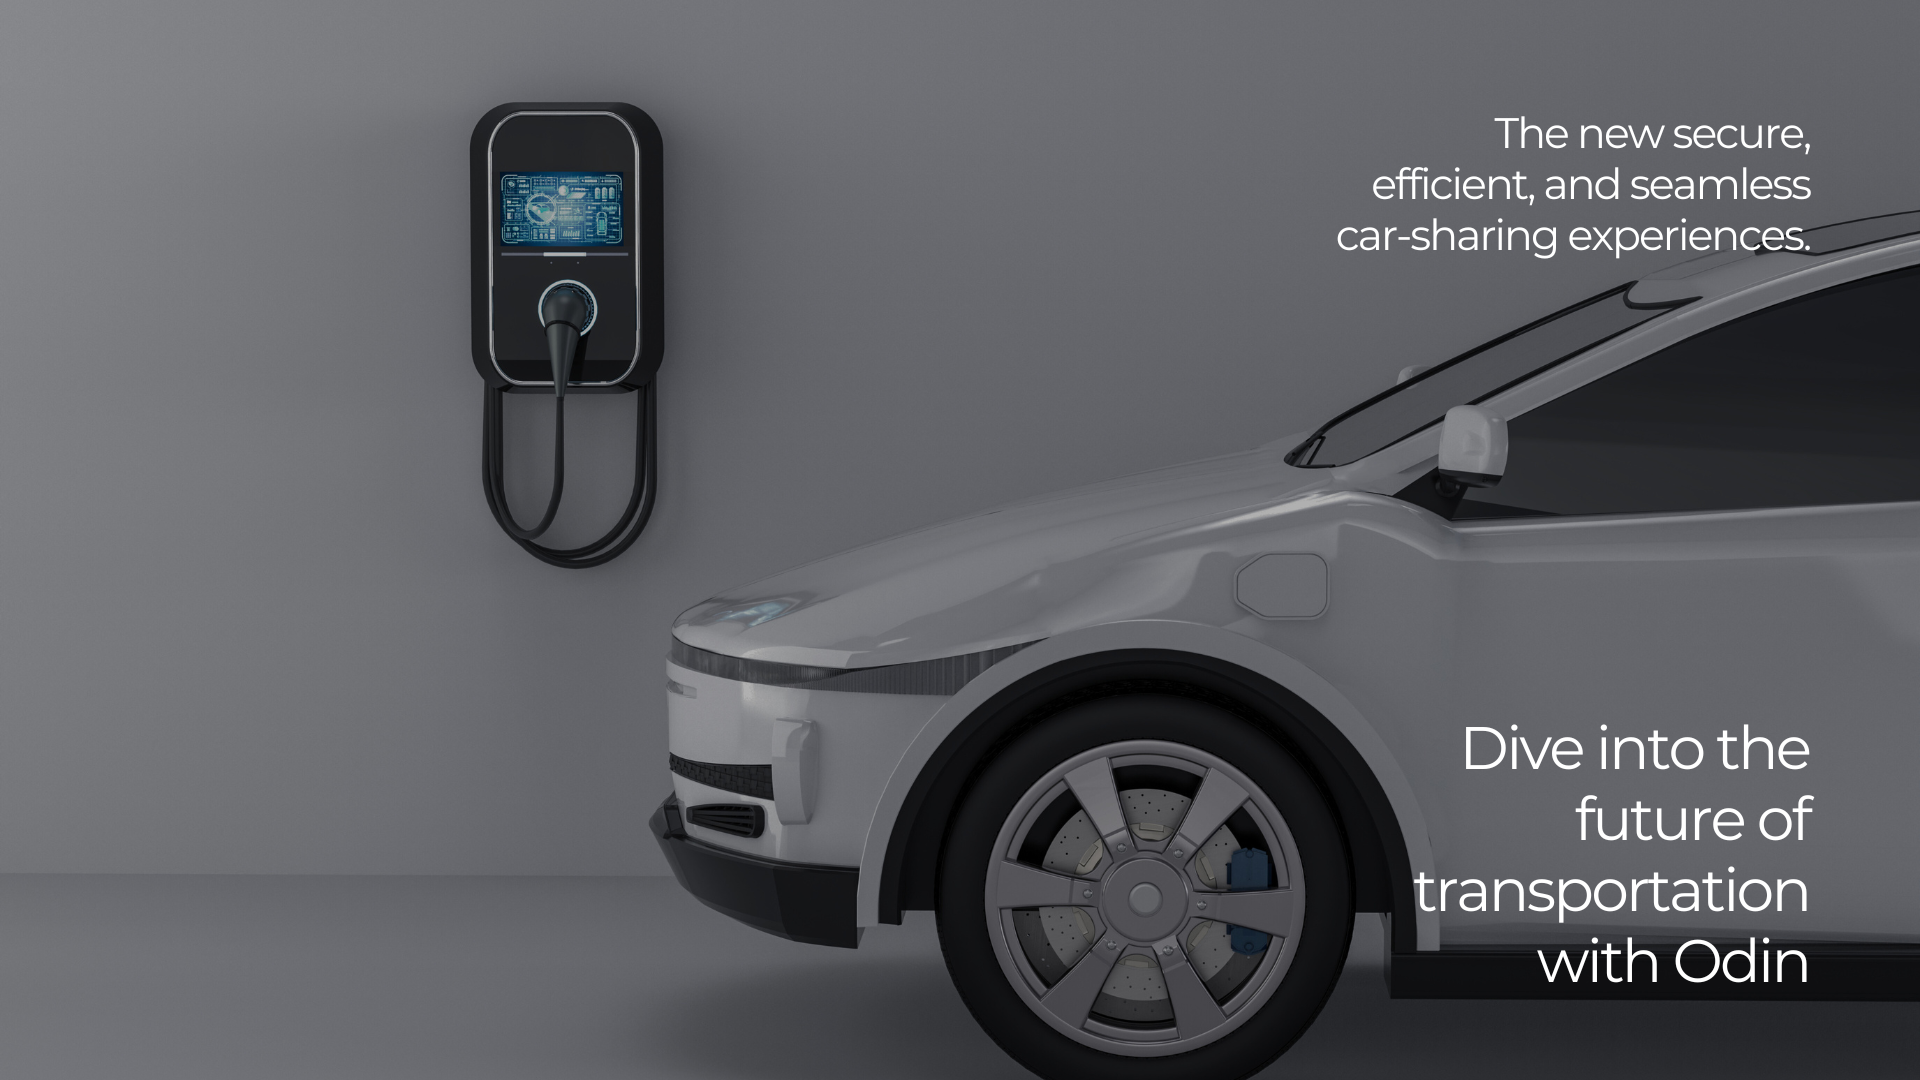 The new secure,
efficient, and seamless
car-sharing experiences.
Dive into the
future of
transportation
with Odin